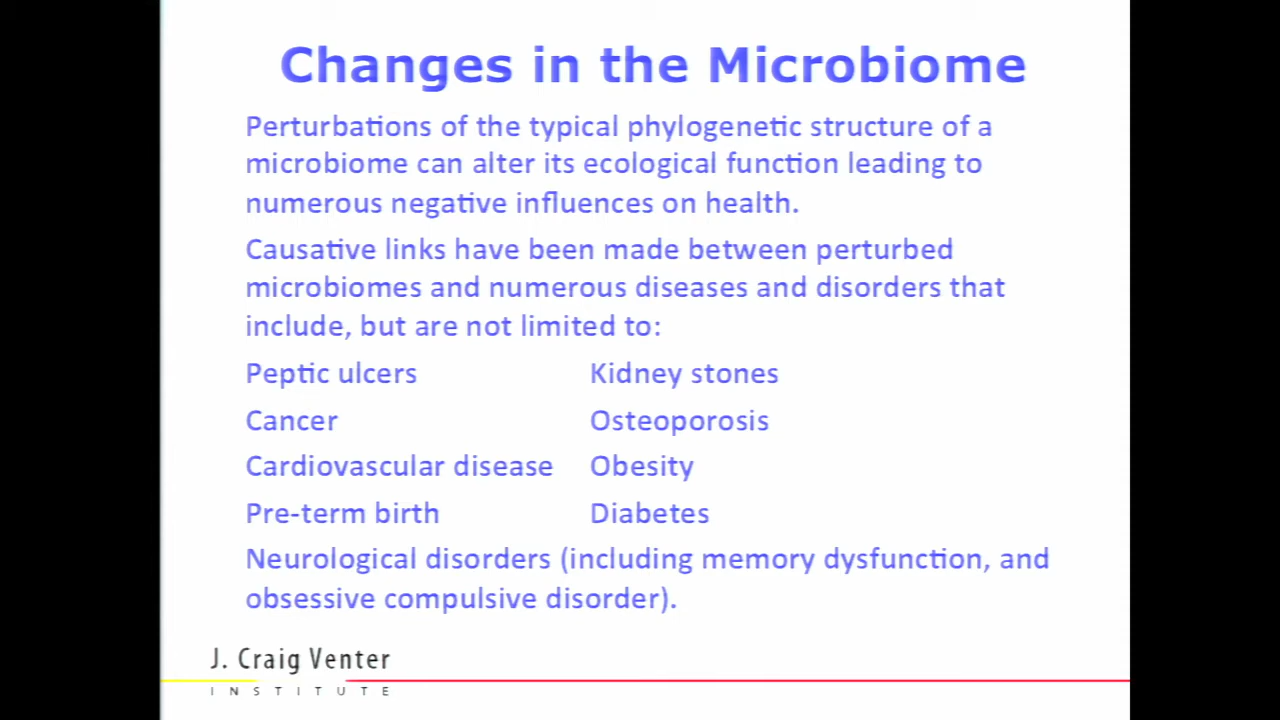 Changes in the Microbiome
Perturbations of the typical phylogenetic structure of a
microbiome can alter its ecological function leading to
numerous negative influences on health.
Causative links have been made between perturbed
microbiomes and numerous diseases and disorders that
include, but are not limited to:
Peptic ulcers Kidney stones
Cancer Osteoporosis
Cardiovascular disease Obesity
Pre-term birth Diabetes
Neurological disorders (including memory dysfunction, and
obsessive compulsive disorder).
J. Craig Venter
INSTITUTE